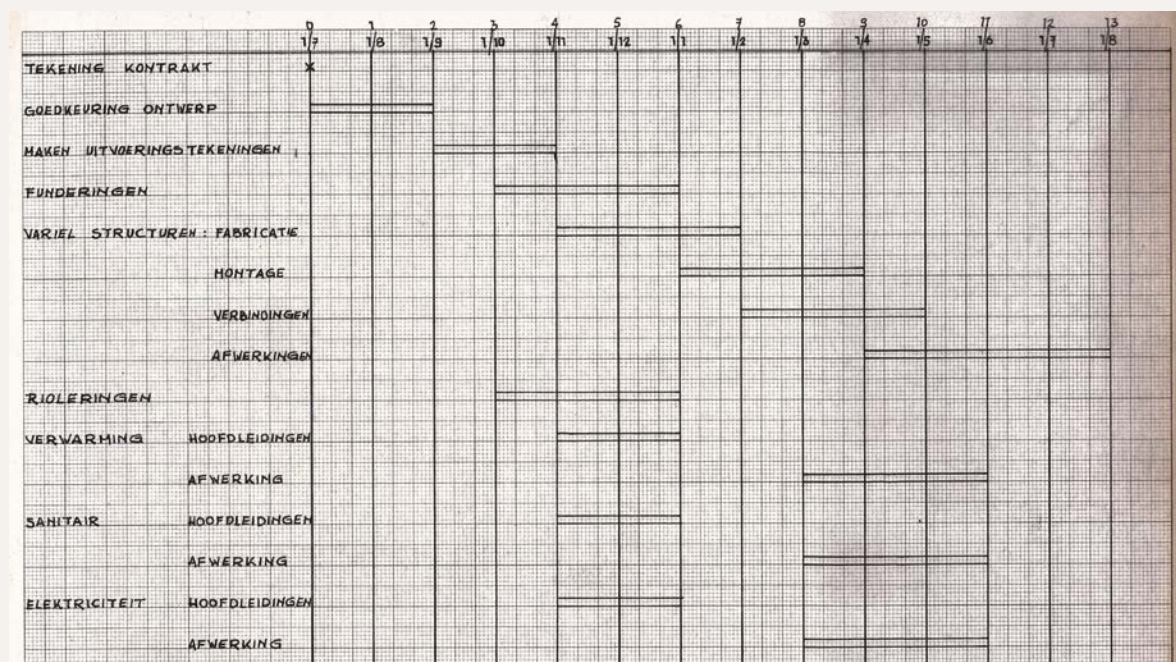 0 1 2 3 4 5 6 7 8 9 10 11 12 13
1/7 1/8 1/9 1/10 1/11 1/12 1/1 1/2 1/3 1/4 1/5 1/6 1/7 1/8
TEKENING KONTRAKT x
GOEDKEURING ONTWERP
MAKEN UITVOERINGSTEKENINGEN
FUNDERINGEN
VARIEL STRUCTUREN : FABRICATIE
MONTAGE
VERBINDINGEN
AFWERKINGEN
RIOLERINGEN
VERWARMING HOOFDLEIDINGEN
AFWERKING
SANITAIR HOOFDLEIDINGEN
AFWERKING
ELEKTRICITEIT HOOFDLEIDINGEN
AFWERKING